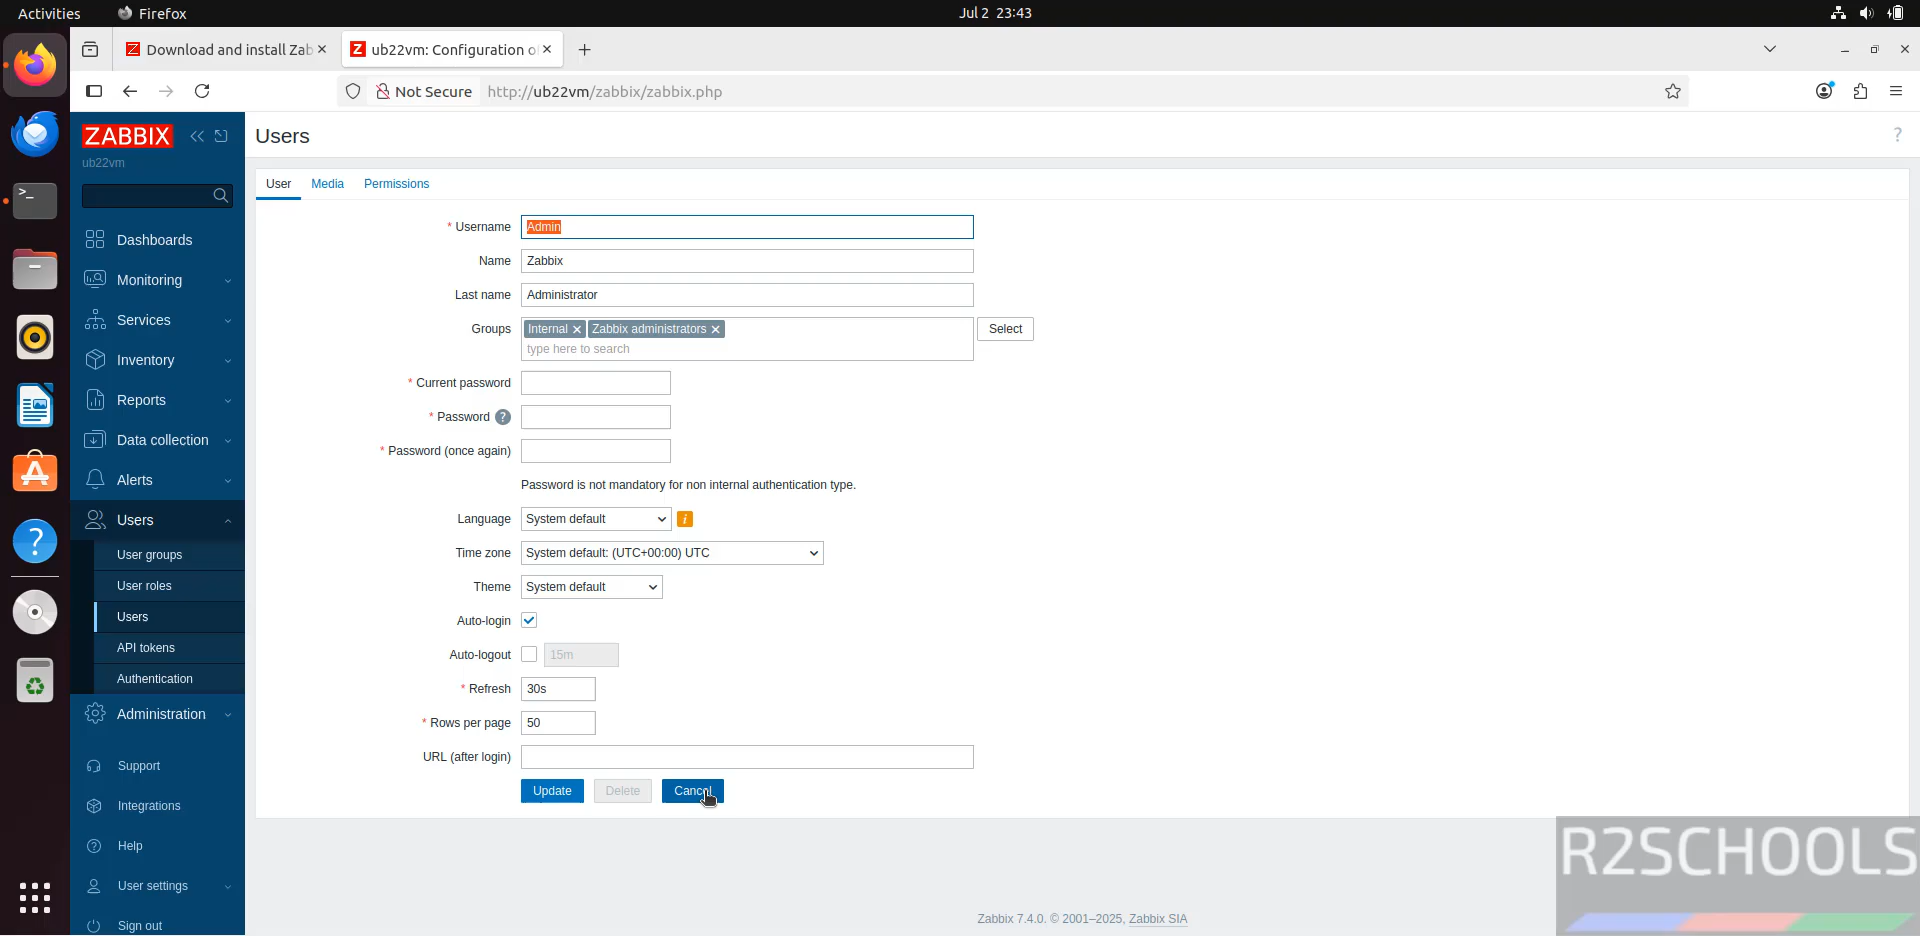 Activities
Firefox
Jul 2 23:43
Download and install Zab
ub22vm: Configuration o
Not Secure
http://ub22vm/zabbix/zabbix.php
ZABBIX
ub22vm
Users
?
User Media Permissions
Dashboards
Monitoring
Services
Inventory
Reports
Data collection
Alerts
Users
User groups
User roles
Users
API tokens
Authentication
Administration
Support
Integrations
Help
User settings
Sign out
* Username Admin
Name Zabbix
Last name Administrator
Groups Internal Zabbix administrators Select
type here to search
* Current password
* Password ?
* Password (once again)
Password is not mandatory for non internal authentication type.
Language System default i
Time zone System default: (UTC+00:00) UTC
Theme System default
Auto-login
Auto-logout 15m
* Refresh 30s
* Rows per page 50
URL (after login)
Update Delete Cancel
R2SCHOOLS
Zabbix 7.4.0. © 2001–2025, Zabbix SIA